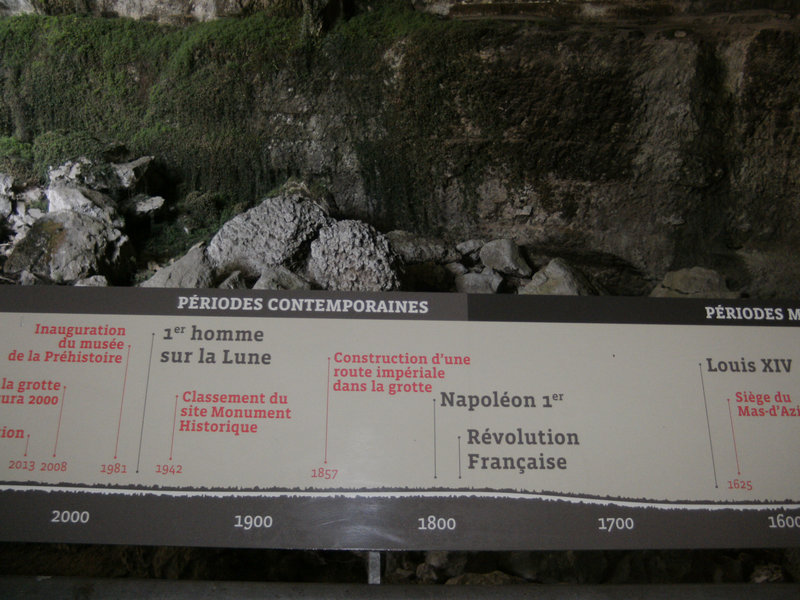 PÉRIODES CONTEMPORAINES
PÉRIODES M
Inauguration
du musée
de la Préhistoire
1er homme
sur la Lune
Construction d'une
route impériale
dans la grotte
Louis XIV
la grotte
ura 2000
Classement du
site Monument
Historique
Napoléon 1er
Siège du
Mas-d'Azi
ion
Révolution
Française
2013
2008
1981
1942
1857
1625
2000
1900
1800
1700
1600